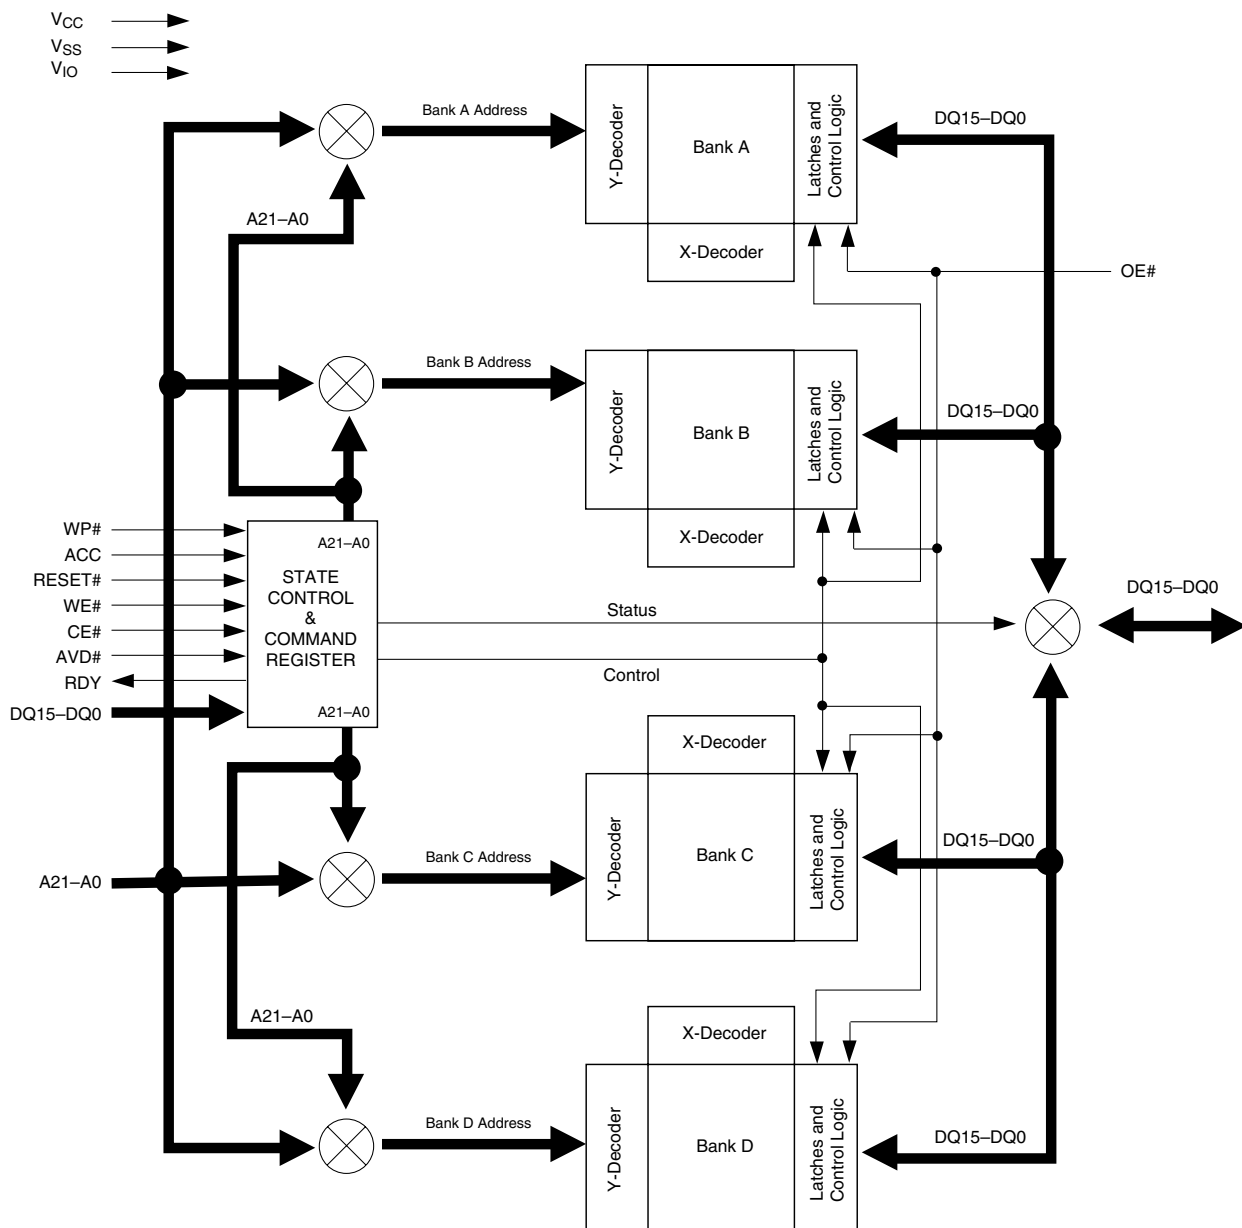 VCC
VSS
VIO
Bank A Address
Y-Decoder
Bank A
Latches and
Control Logic
X-Decoder
DQ15–DQ0
A21–A0
OE#
Bank B Address
Y-Decoder
Bank B
Latches and
Control Logic
X-Decoder
DQ15–DQ0
WP#
ACC
RESET#
WE#
CE#
AVD#
RDY
DQ15–DQ0
A21–A0
STATE
CONTROL
&
COMMAND
REGISTER
A21–A0
Status
Control
DQ15–DQ0
X-Decoder
Bank C Address
Y-Decoder
Bank C
Latches and
Control Logic
DQ15–DQ0
A21–A0
A21–A0
X-Decoder
Bank D Address
Y-Decoder
Bank D
Latches and
Control Logic
DQ15–DQ0